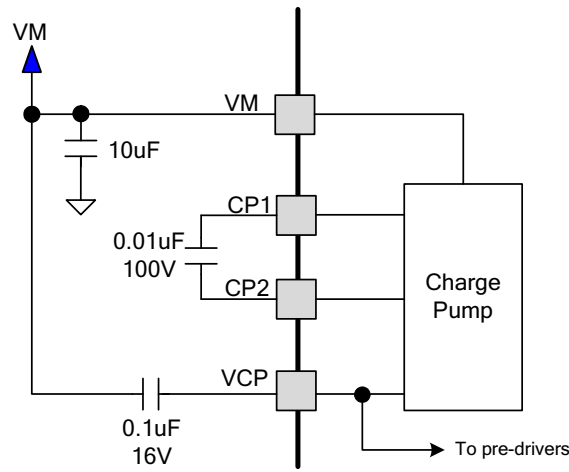 VM
VM
10uF
CP1
0.01uF
100V
CP2
Charge
Pump
VCP
0.1uF
16V
To pre-drivers